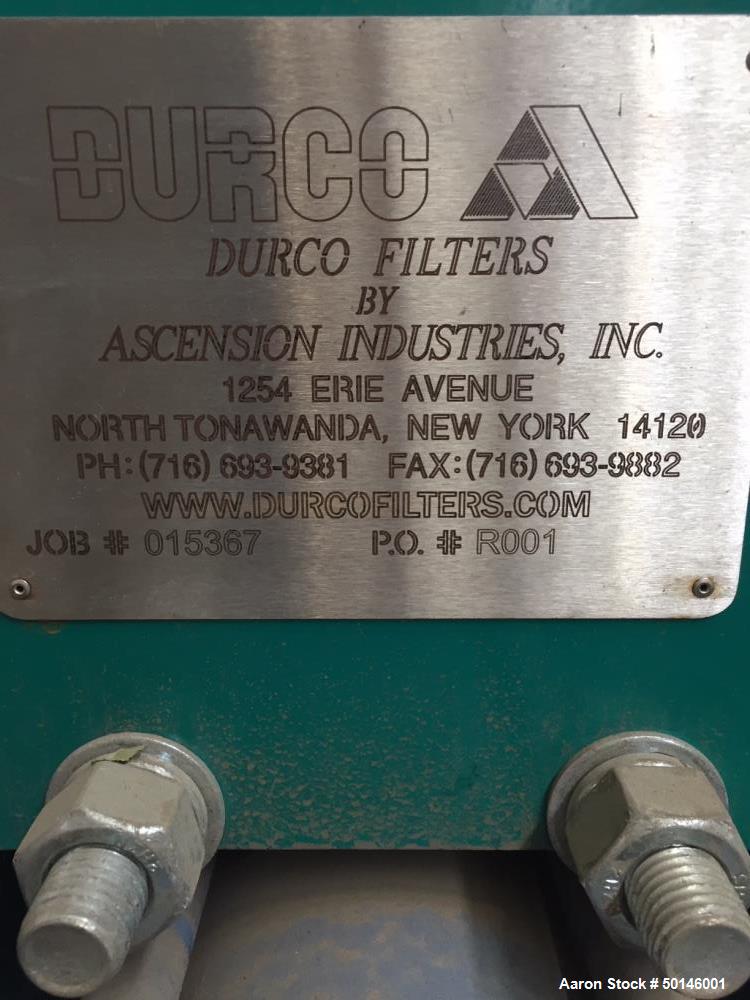 DURCO
DURCO FILTERS
BY
ASCENSION INDUSTRIES, INC.
1254 ERIE AVENUE
NORTH TONAWANDA, NEW YORK 14120
PH:(716) 693-9381 FAX:(716) 693-9882
WWW.DURCOFILTERS.COM
JOB # 015367 P.O. # R001
Aaron Stock # 50146001